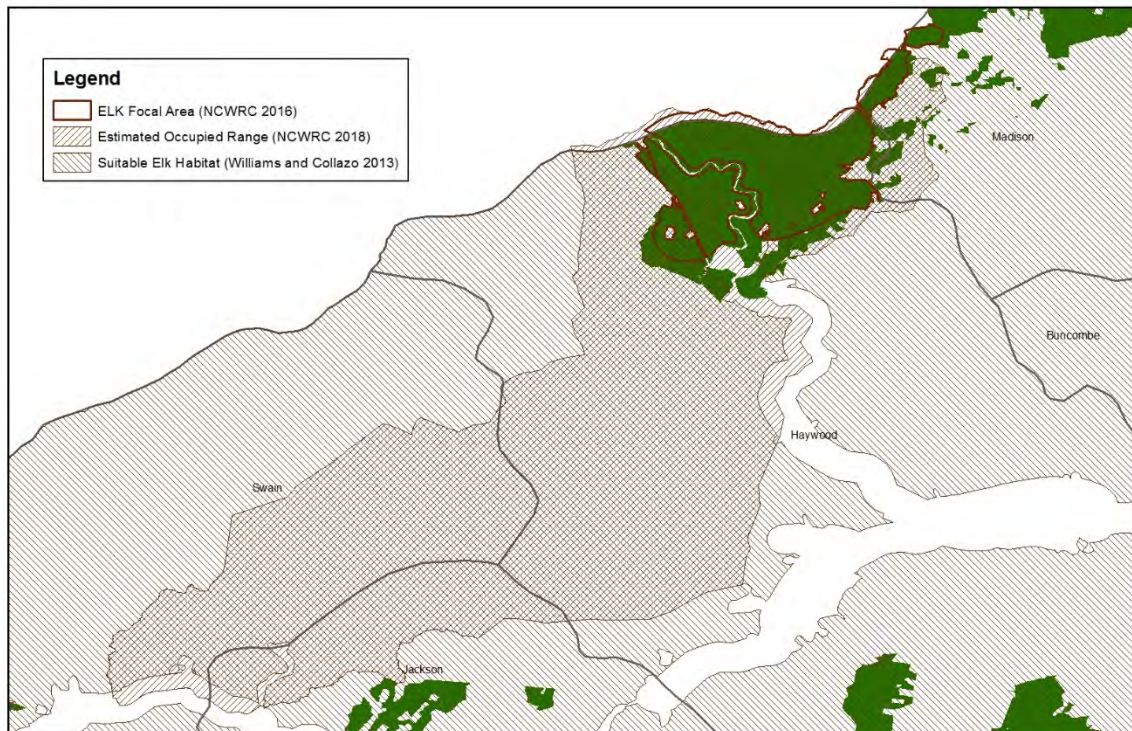 Legend
ELK Focal Area (NCWRC 2016)
Estimated Occupied Range (NCWRC 2018)
Suitable Elk Habitat (Williams and Collazo 2013)
Madison
Buncombe
Haywood
Swain
Jackson